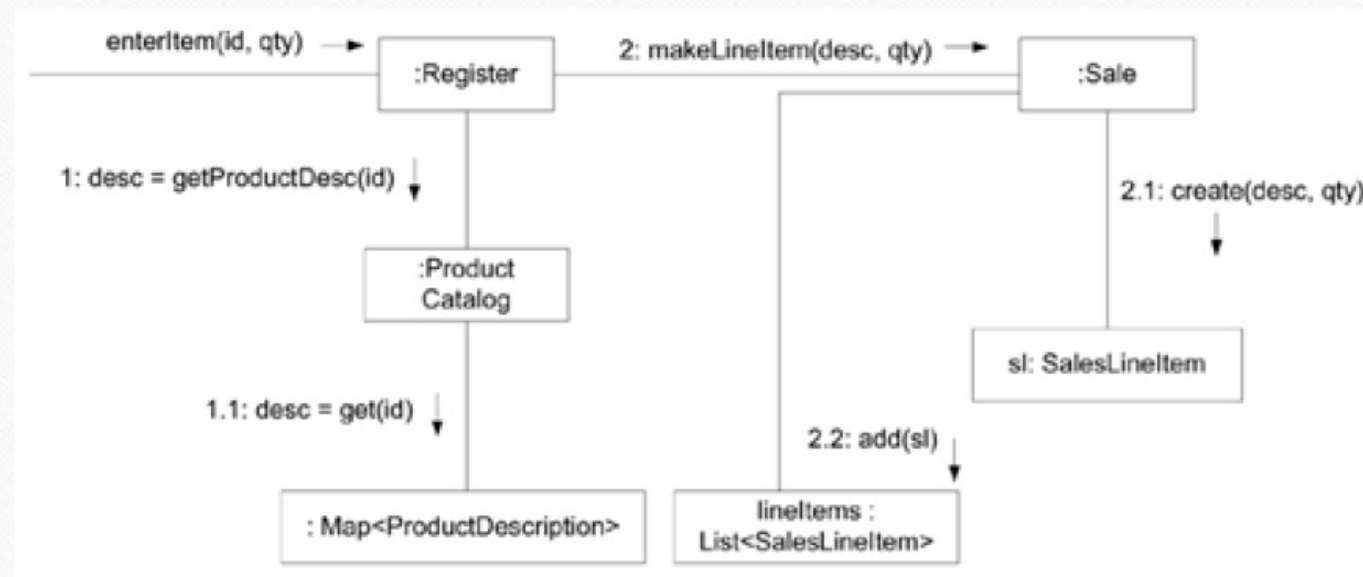 enterItem(id, qty)
:Register
2: makeLineItem(desc, qty)
:Sale
1: desc = getProductDesc(id)
2.1: create(desc, qty)
:Product
Catalog
sl: SalesLineItem
1.1: desc = get(id)
2.2: add(sl)
: Map<ProductDescription>
lineItems :
List<SalesLineItem>